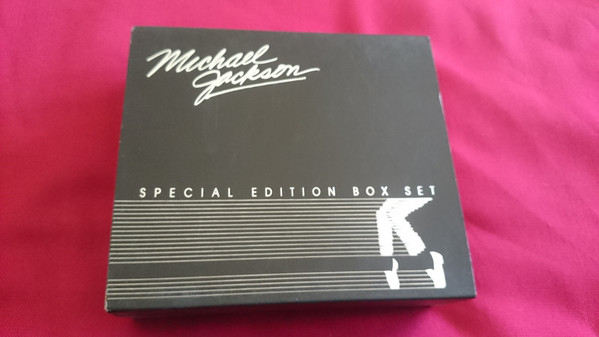 Michael
Jackson
SPECIAL EDITION BOX SET